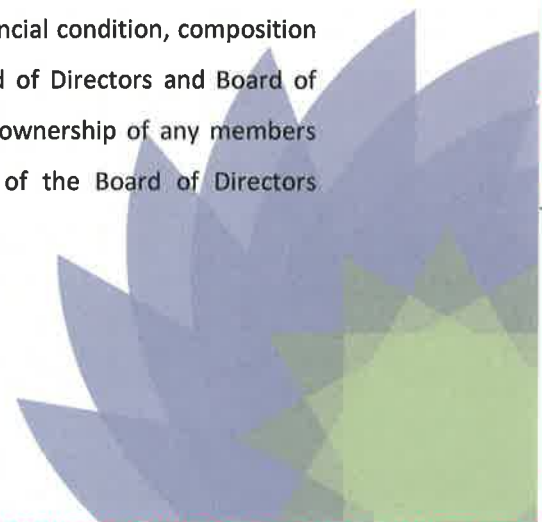 ncial condition, composition
d of Directors and Board of
ownership of any members
of the Board of Directors